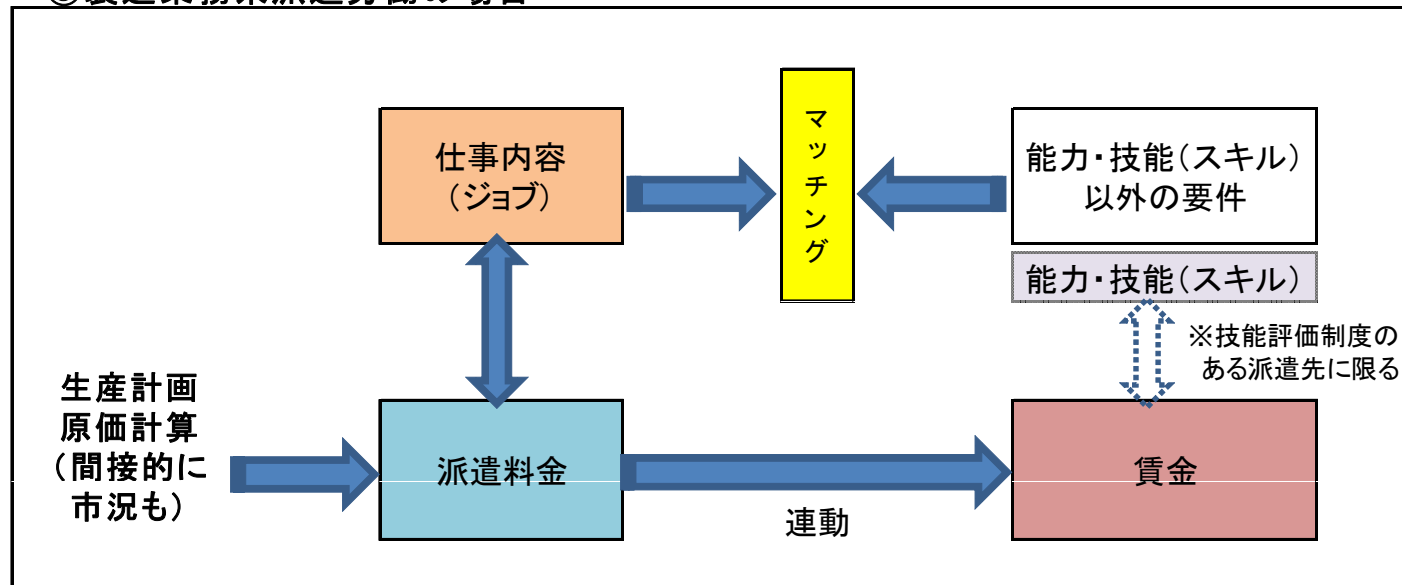 仕事内容
（ジョブ）
マッチング
能力・技能（スキル）
以外の要件
能力・技能（スキル）
※技能評価制度の
ある派遣先に限る
生産計画
原価計算
（間接的に
市況も）
派遣料金
連動
賃金